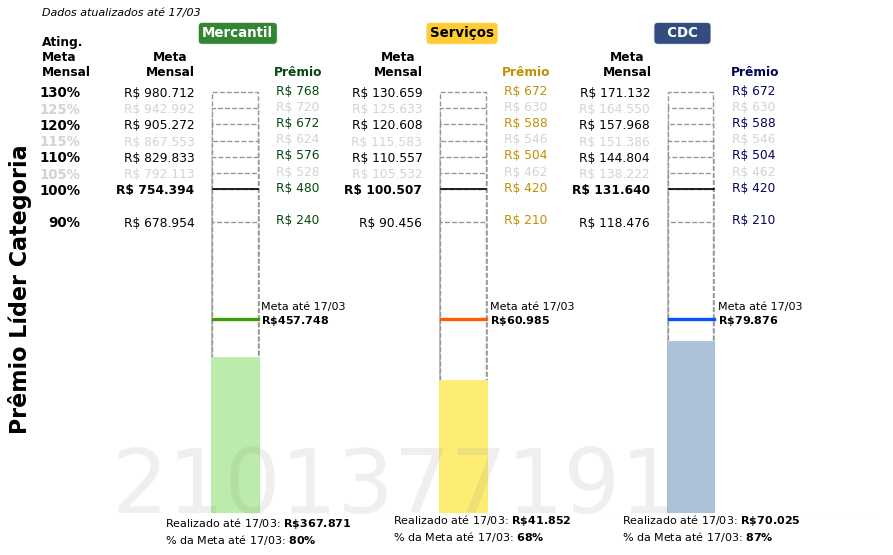 Dados atualizados até 17/03
Mercantil Serviços CDC
Ating.
Meta
Mensal
Meta
Mensal Prêmio Meta
Mensal Prêmio Meta
Mensal Prêmio
130% R$ 980.712 R$ 768 R$ 130.659 R$ 672 R$ 171.132 R$ 672
125% R$ 942.992 R$ 720 R$ 125.633 R$ 630 R$ 164.550 R$ 630
120% R$ 905.272 R$ 672 R$ 120.608 R$ 588 R$ 157.968 R$ 588
115% R$ 867.553 R$ 624 R$ 115.583 R$ 546 R$ 151.386 R$ 546
110% R$ 829.833 R$ 576 R$ 110.557 R$ 504 R$ 144.804 R$ 504
105% R$ 792.113 R$ 528 R$ 105.532 R$ 462 R$ 138.222 R$ 462
100% R$ 754.394 R$ 480 R$ 100.507 R$ 420 R$ 131.640 R$ 420
90% R$ 678.954 R$ 240 R$ 90.456 R$ 210 R$ 118.476 R$ 210
Prêmio Líder Categoria
Meta até 17/03
R$457.748
Meta até 17/03
R$60.985
Meta até 17/03
R$79.876
2101377191
Realizado até 17/03: R$367.871
% da Meta até 17/03: 80%
Realizado até 17/03: R$41.852
% da Meta até 17/03: 68%
Realizado até 17/03: R$70.025
% da Meta até 17/03: 87%